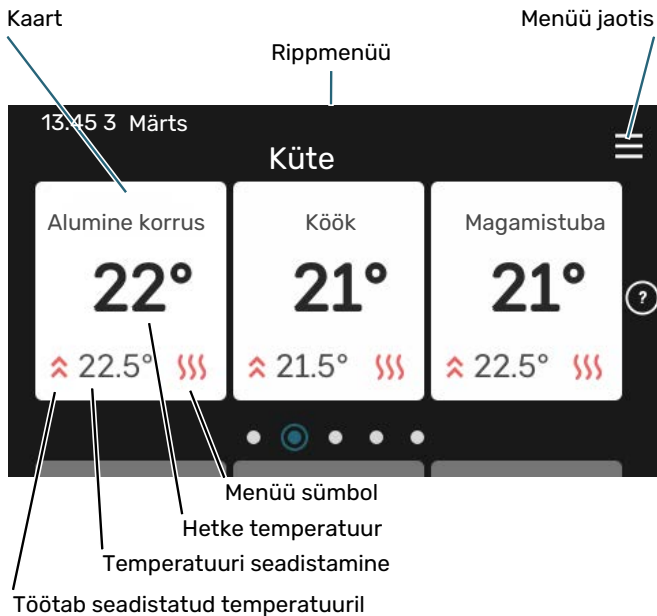 Kaart
Menüü jaotis
Rippmenüü
13.45 3 Märts
Küte
Alumine korrus
Köök
Magamistuba
22°
21°
21°
?
22.5°
21.5°
22.5°
Menüü sümbol
Hetke temperatuur
Temperatuuri seadistamine
Töötab seadistatud temperatuuril